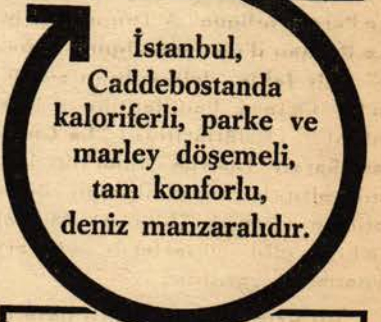 İstanbul,
Caddebostanda
kaloriferli, parke ve
marley döşemeli,
tam konforlu,
deniz manzaralıdır.